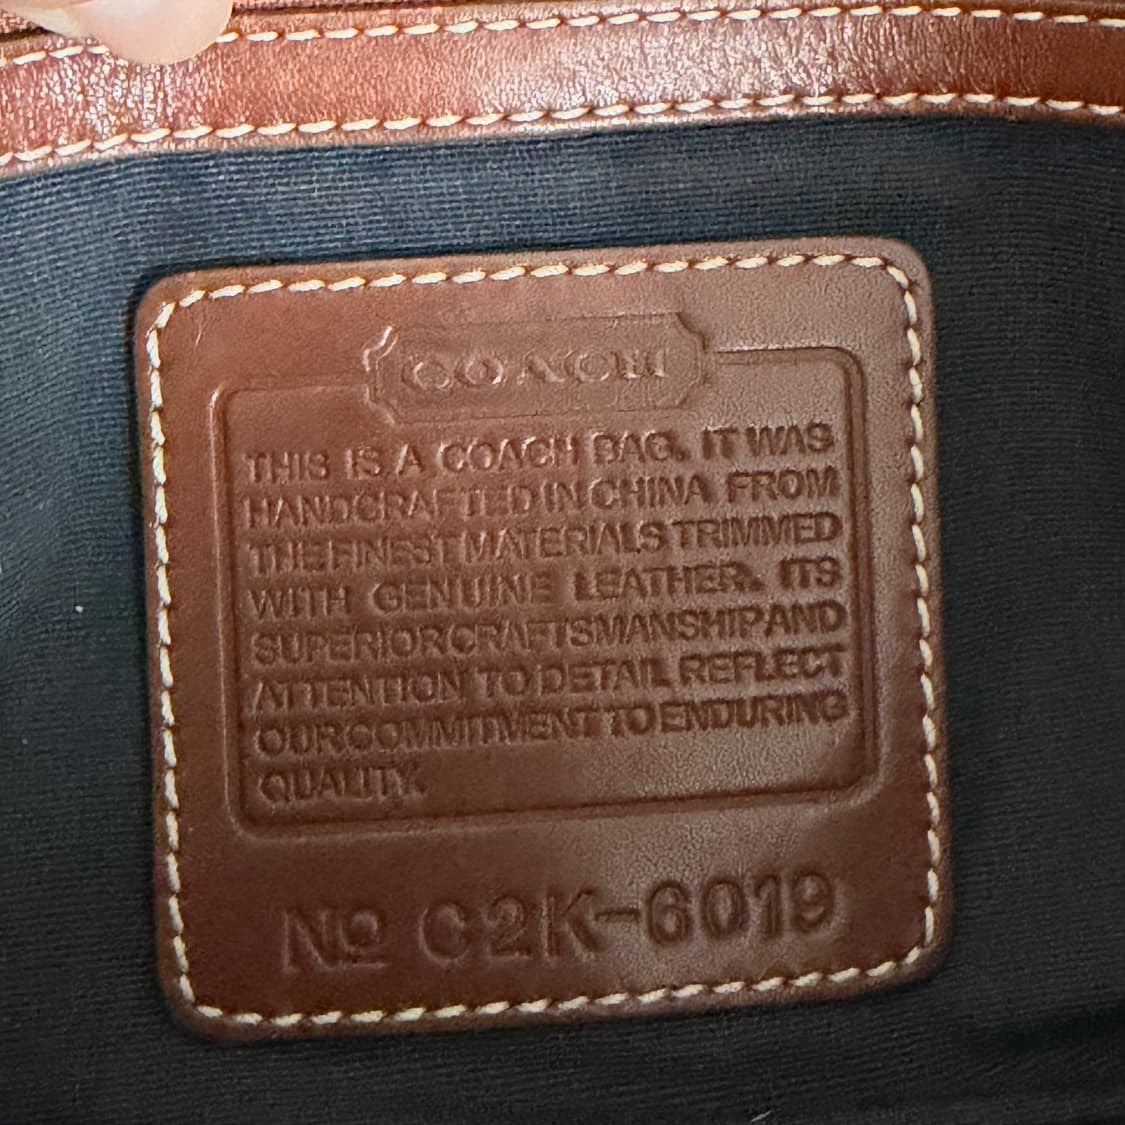 COACH
THIS IS A COACH BAG. IT WAS
HANDCRAFTED IN CHINA FROM
THE FINEST MATERIALS TRIMMED
WITH GENUINE LEATHER. ITS
SUPERIOR CRAFTSMANSHIP AND
ATTENTION TO DETAIL REFLECT
OUR COMMITMENT TO ENDURING
QUALITY.
Nº C2K-6019